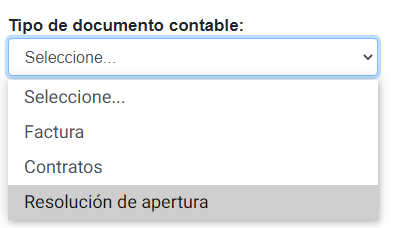 Tipo de documento contable:
Seleccione...
Seleccione...
Factura
Contratos
Resolución de apertura